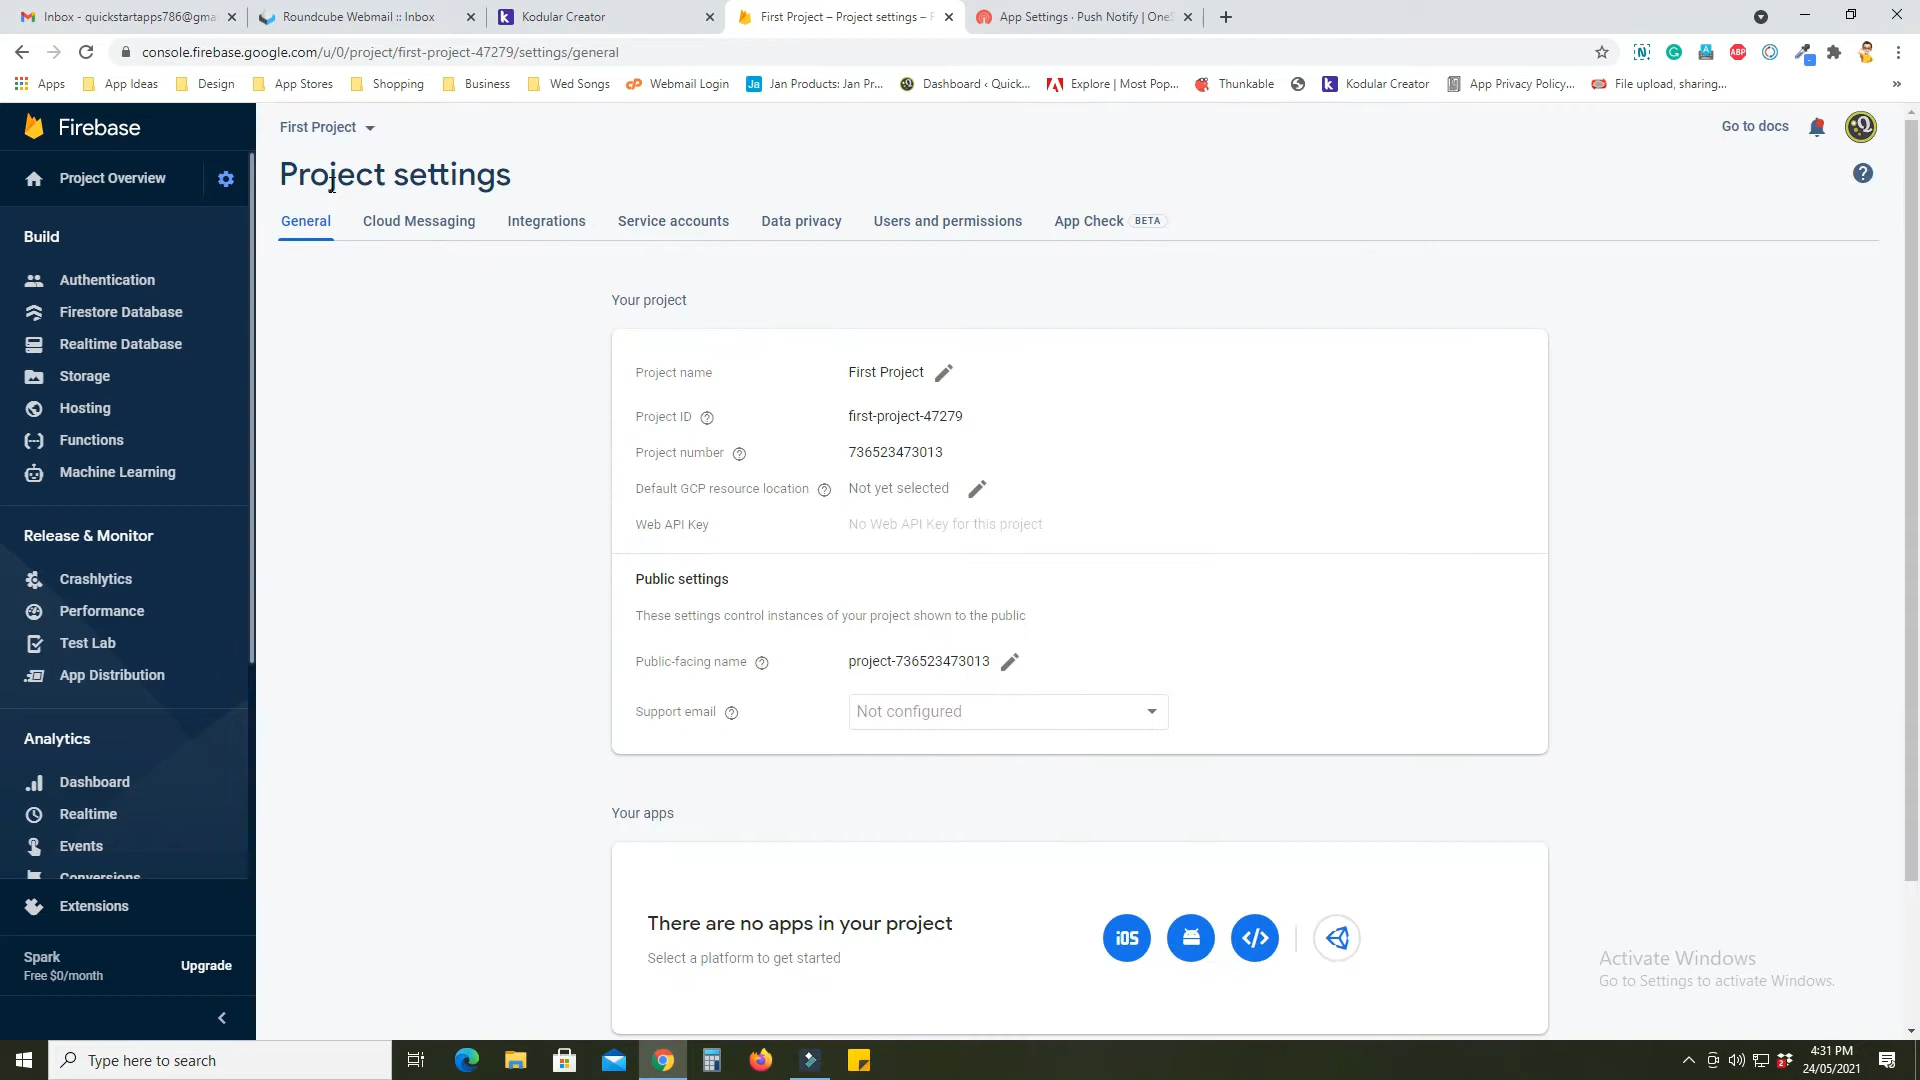 Inbox - quickstartapps786@gma
Roundcube Webmail :: Inbox
Kodular Creator
First Project – Project settings – F
App Settings · Push Notify | OneS
console.firebase.google.com/u/0/project/first-project-47279/settings/general
Apps
App Ideas
Design
App Stores
Shopping
Business
Wed Songs
Webmail Login
Jan Products: Jan Pr...
Dashboard ‹ Quick...
Explore | Most Pop...
Thunkable
Kodular Creator
App Privacy Policy...
File upload, sharing...
Firebase
First Project
Go to docs
Project Overview
Project settings
General
Cloud Messaging
Integrations
Service accounts
Data privacy
Users and permissions
App Check BETA
Build
Authentication
Firestore Database
Realtime Database
Storage
Hosting
Functions
Machine Learning
Release & Monitor
Crashlytics
Performance
Test Lab
App Distribution
Analytics
Dashboard
Realtime
Events
Conversions
Extensions
Spark
Free $0/month
Upgrade
Your project
Project name
First Project
Project ID
first-project-47279
Project number
736523473013
Default GCP resource location
Not yet selected
Web API Key
No Web API Key for this project
Public settings
These settings control instances of your project shown to the public
Public-facing name
project-736523473013
Support email
Not configured
Your apps
There are no apps in your project
Select a platform to get started
iOS
Activate Windows
Go to Settings to activate Windows.
Type here to search
4:31 PM
24/05/2021